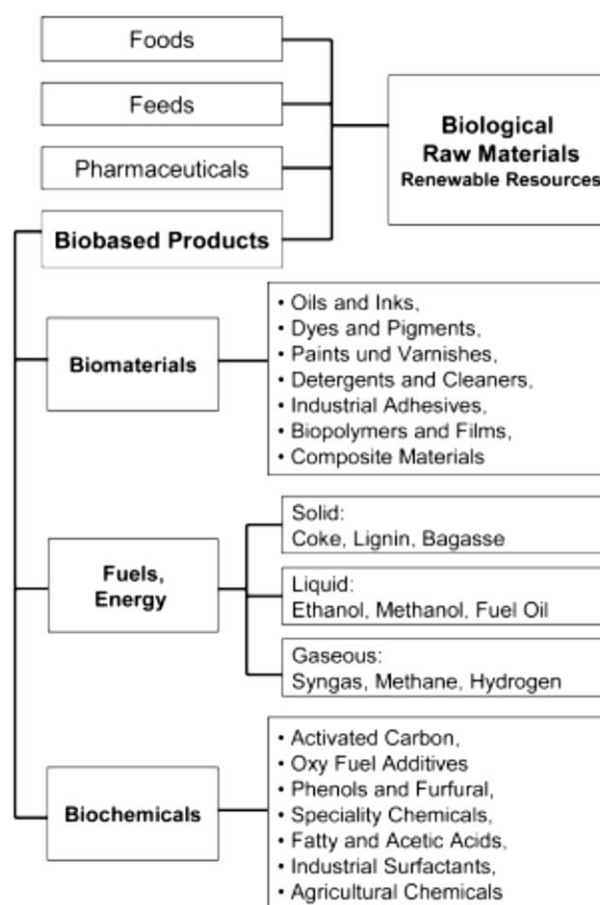 Foods
Feeds
Pharmaceuticals
Biobased Products
Biological
Raw Materials
Renewable Resources
Biomaterials
• Oils and Inks,
• Dyes and Pigments,
• Paints und Varnishes,
• Detergents and Cleaners,
• Industrial Adhesives,
• Biopolymers and Films,
• Composite Materials
Fuels,
Energy
Solid:
Coke, Lignin, Bagasse
Liquid:
Ethanol, Methanol, Fuel Oil
Gaseous:
Syngas, Methane, Hydrogen
Biochemicals
• Activated Carbon,
• Oxy Fuel Additives
• Phenols and Furfural,
• Speciality Chemicals,
• Fatty and Acetic Acids,
• Industrial Surfactants,
• Agricultural Chemicals